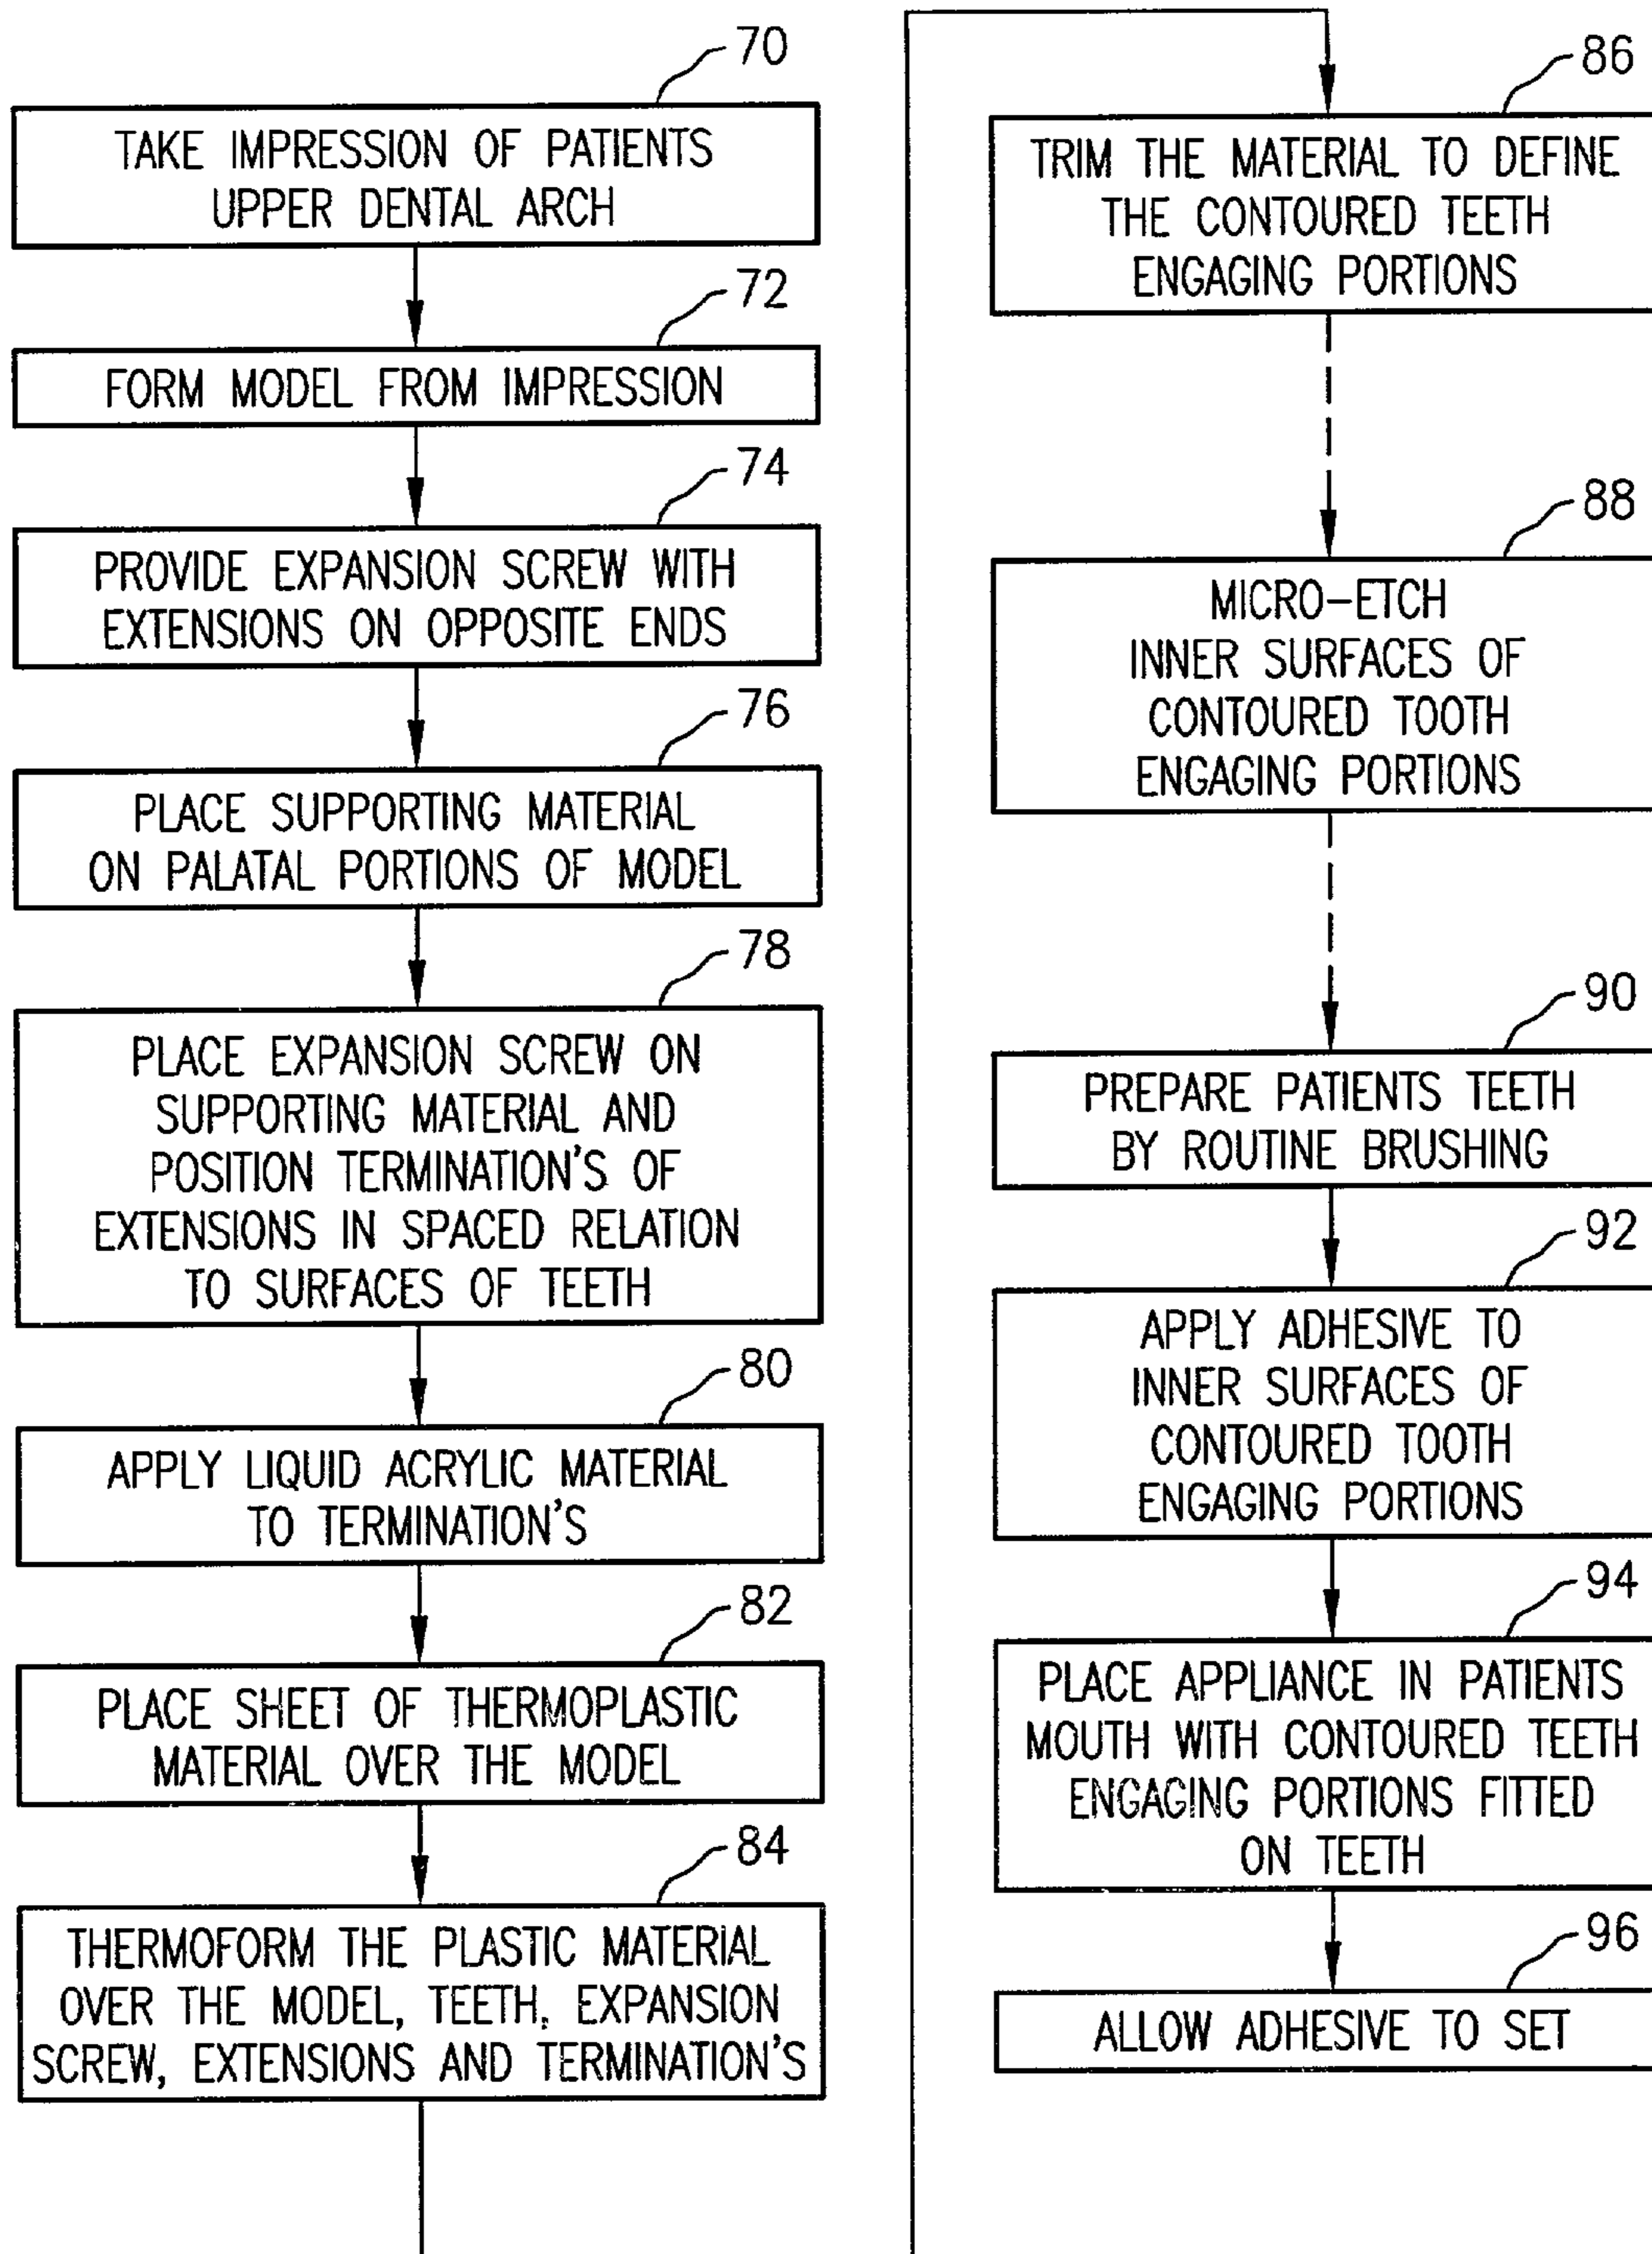 70
TAKE IMPRESSION OF PATIENTS
UPPER DENTAL ARCH
72
FORM MODEL FROM IMPRESSION
74
PROVIDE EXPANSION SCREW WITH
EXTENSIONS ON OPPOSITE ENDS
76
PLACE SUPPORTING MATERIAL
ON PALATAL PORTIONS OF MODEL
78
PLACE EXPANSION SCREW ON
SUPPORTING MATERIAL AND
POSITION TERMINATION'S OF
EXTENSIONS IN SPACED RELATION
TO SURFACES OF TEETH
80
APPLY LIQUID ACRYLIC MATERIAL
TO TERMINATION'S
82
PLACE SHEET OF THERMOPLASTIC
MATERIAL OVER THE MODEL
84
THERMOFORM THE PLASTIC MATERIAL
OVER THE MODEL, TEETH, EXPANSION
SCREW, EXTENSIONS AND TERMINATION'S
86
TRIM THE MATERIAL TO DEFINE
THE CONTOURED TEETH
ENGAGING PORTIONS
88
MICRO-ETCH
INNER SURFACES OF
CONTOURED TOOTH
ENGAGING PORTIONS
90
PREPARE PATIENTS TEETH
BY ROUTINE BRUSHING
92
APPLY ADHESIVE TO
INNER SURFACES OF
CONTOURED TOOTH
ENGAGING PORTIONS
94
PLACE APPLIANCE IN PATIENTS
MOUTH WITH CONTOURED TEETH
ENGAGING PORTIONS FITTED
ON TEETH
96
ALLOW ADHESIVE TO SET